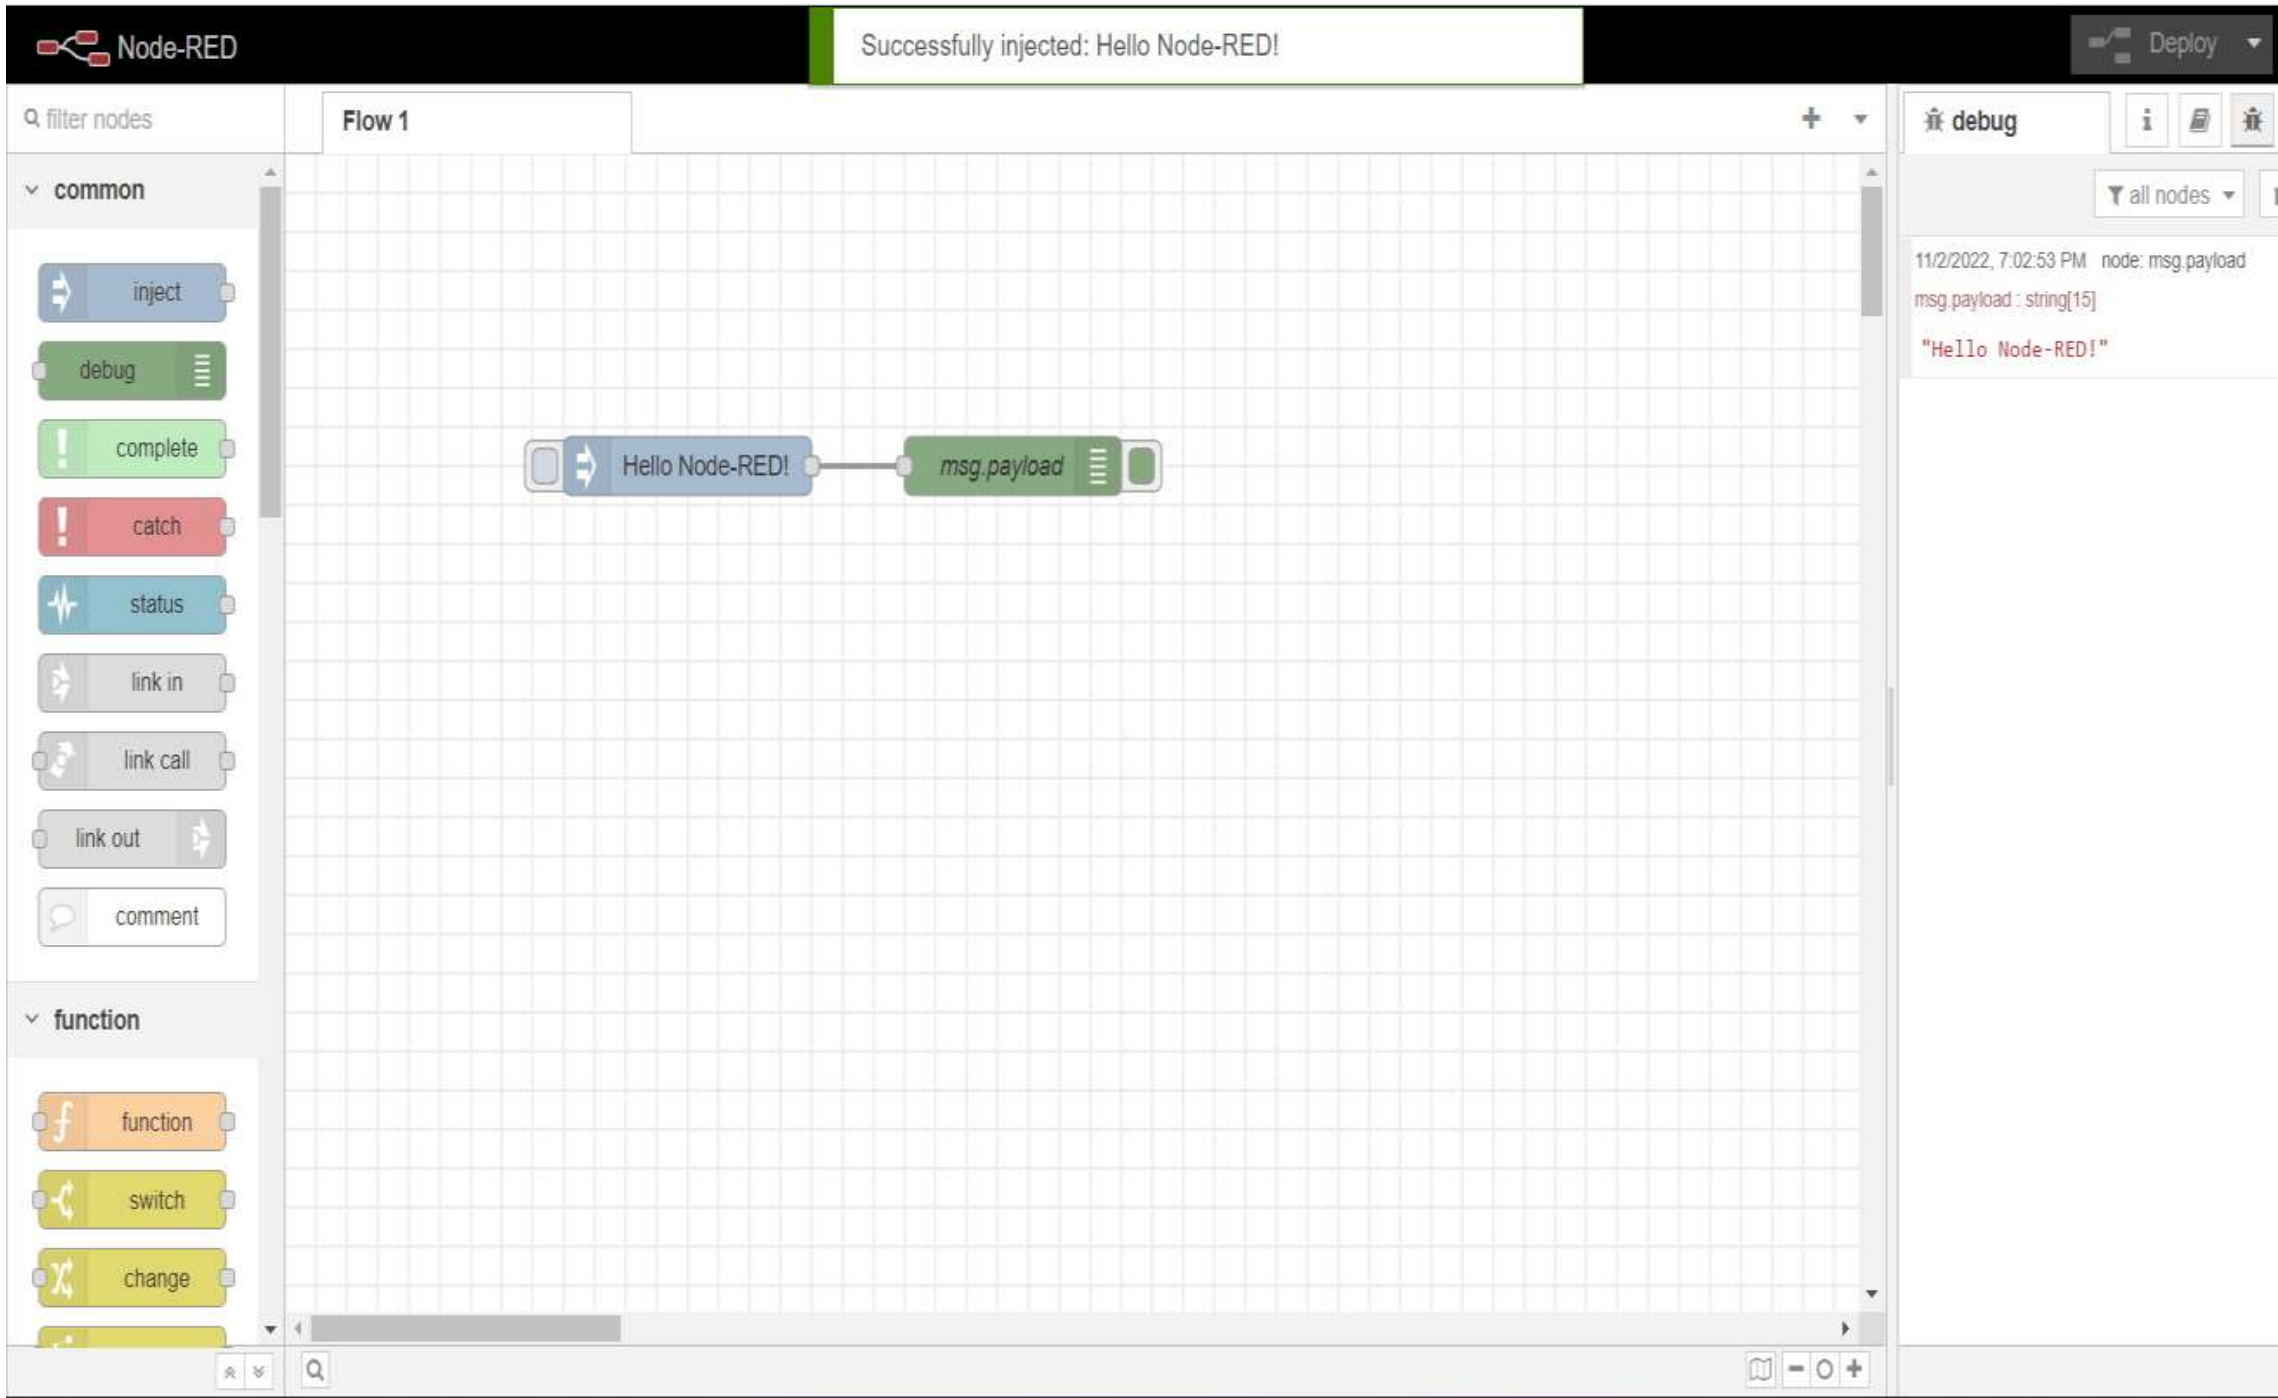 Node-RED
Successfully injected: Hello Node-RED!
Deploy
filter nodes
Flow 1
debug
i
all nodes
common
inject
debug
complete
catch
status
link in
link call
link out
comment
function
function
switch
change
Hello Node-RED!
msg.payload
11/2/2022, 7:02:53 PM node: msg.payload
msg.payload : string[15]
"Hello Node-RED!"